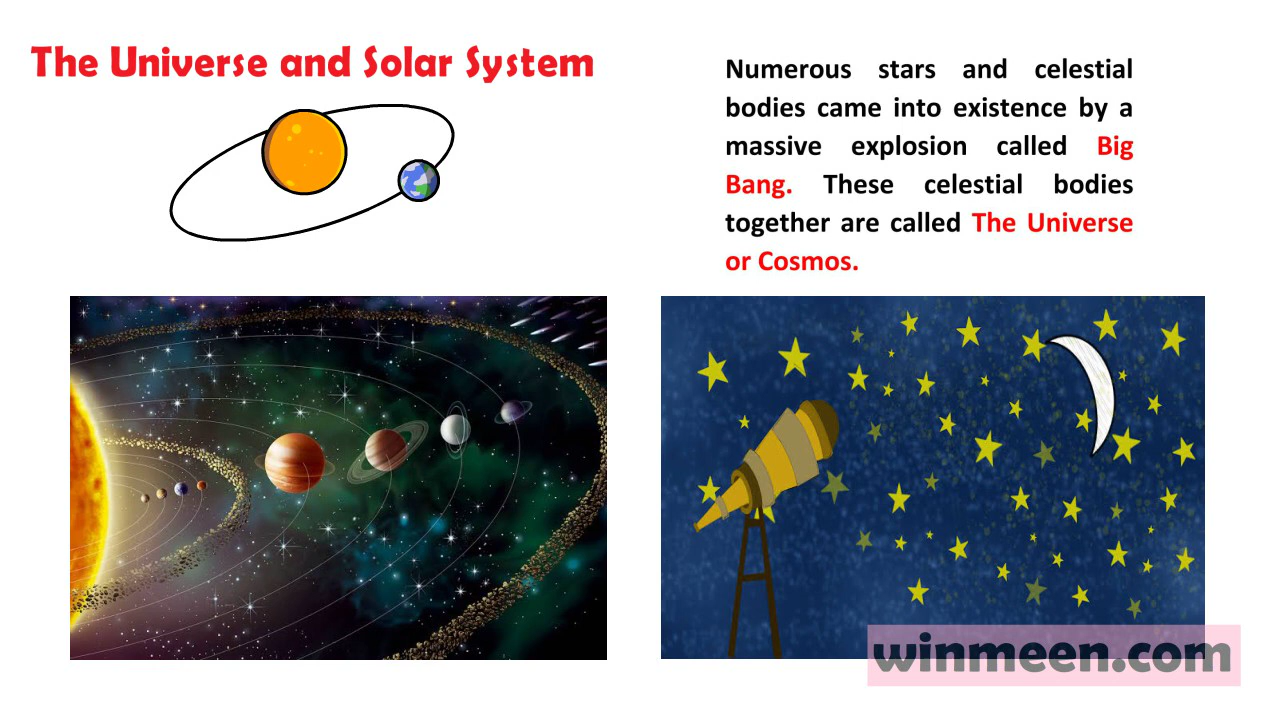 The Universe and Solar System
Numerous stars and celestial
bodies came into existence by a
massive explosion called Big
Bang. These celestial bodies
together are called The Universe
or Cosmos.
winmeen.com